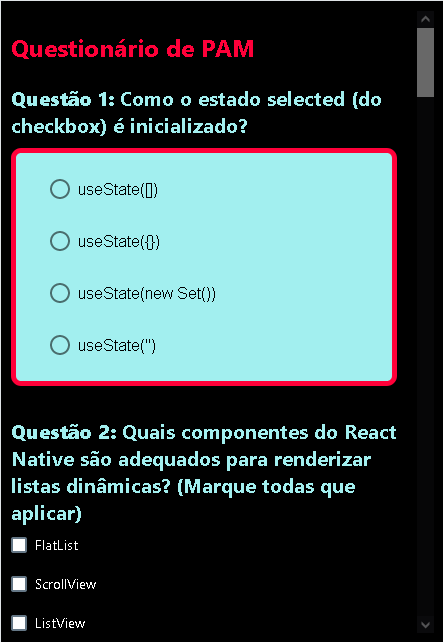 Questionário de PAM
Questão 1: Como o estado selected (do
checkbox) é inicializado?
useState([])
useState({})
useState(new Set())
useState('')
Questão 2: Quais componentes do React
Native são adequados para renderizar
listas dinâmicas? (Marque todas que
aplicar)
FlatList
ScrollView
ListView